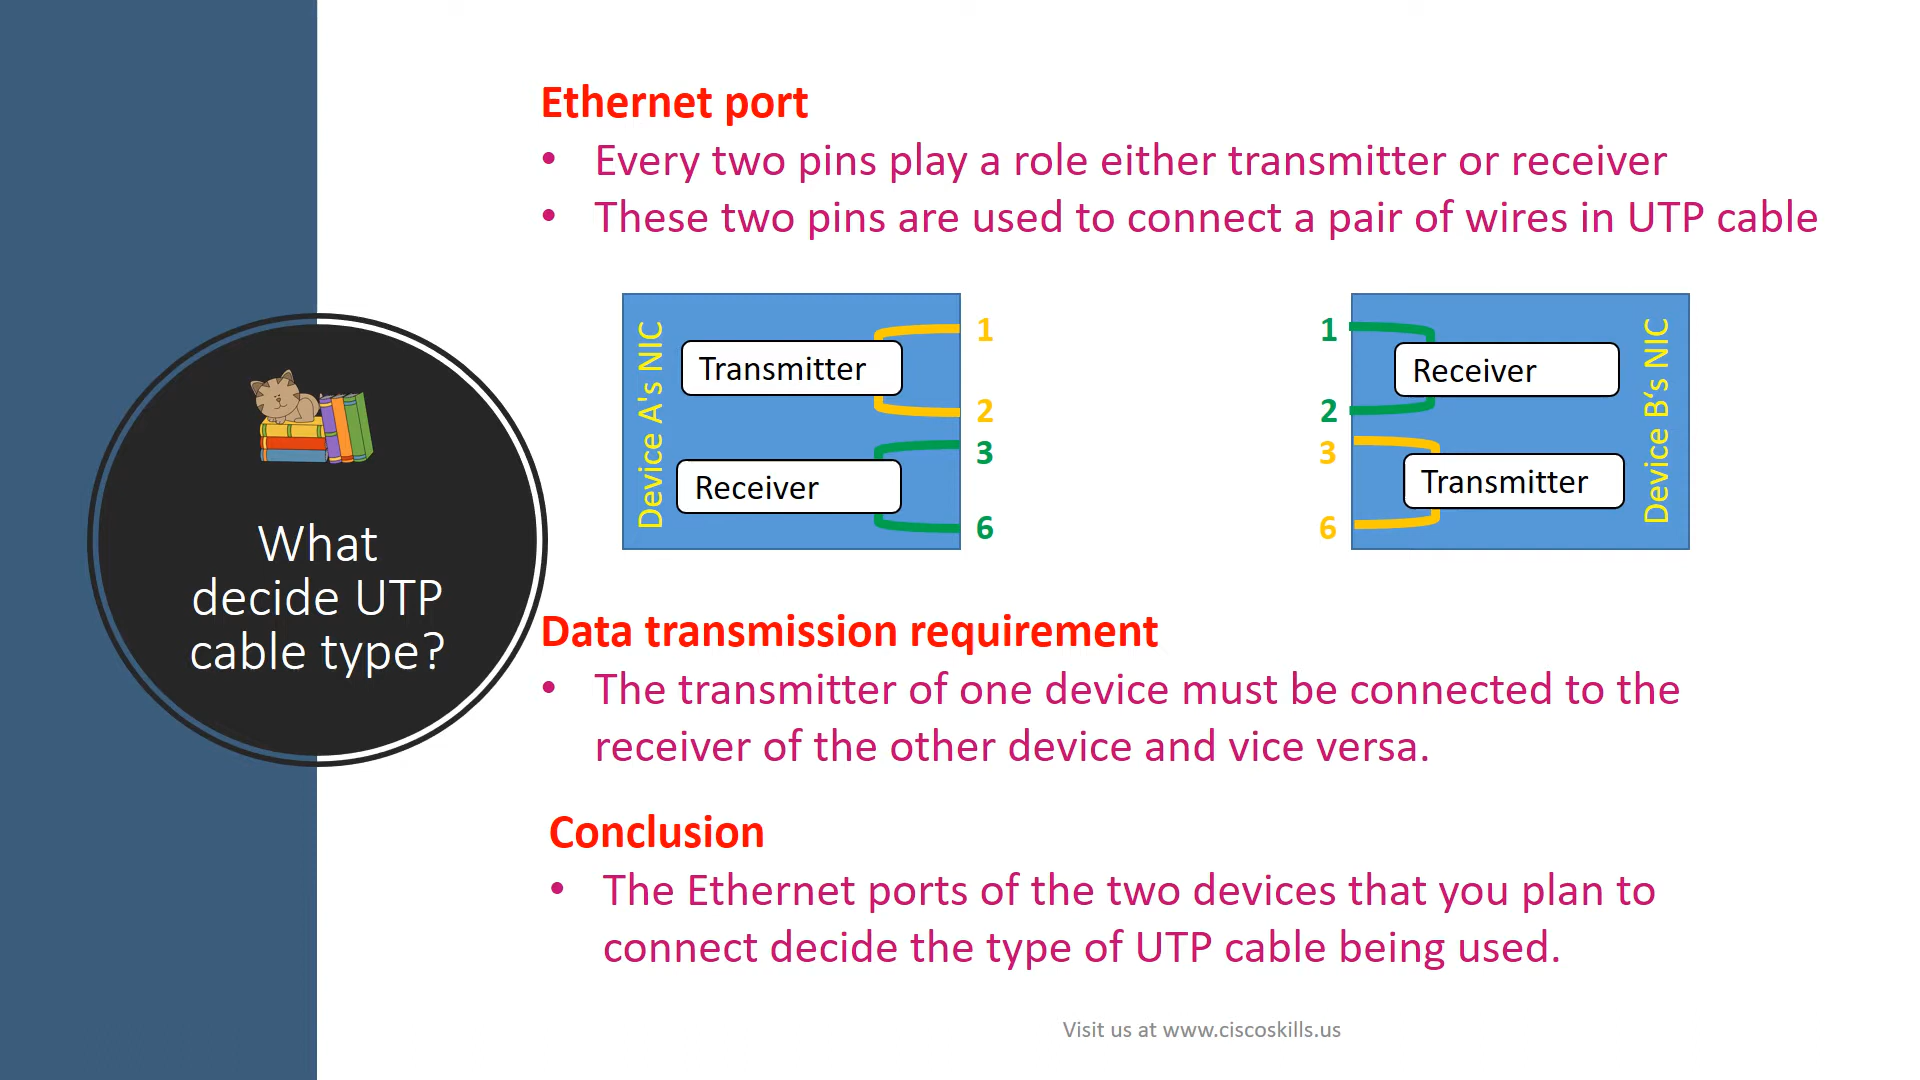 What
decide UTP
cable type?
Ethernet port
• Every two pins play a role either transmitter or receiver
• These two pins are used to connect a pair of wires in UTP cable
Device A's NIC
Transmitter
Receiver
1
2
3
6
1
2
3
6
Receiver
Transmitter
Device B‘s NIC
Data transmission requirement
• The transmitter of one device must be connected to the
receiver of the other device and vice versa.
Conclusion
• The Ethernet ports of the two devices that you plan to
connect decide the type of UTP cable being used.
Visit us at www.ciscoskills.us